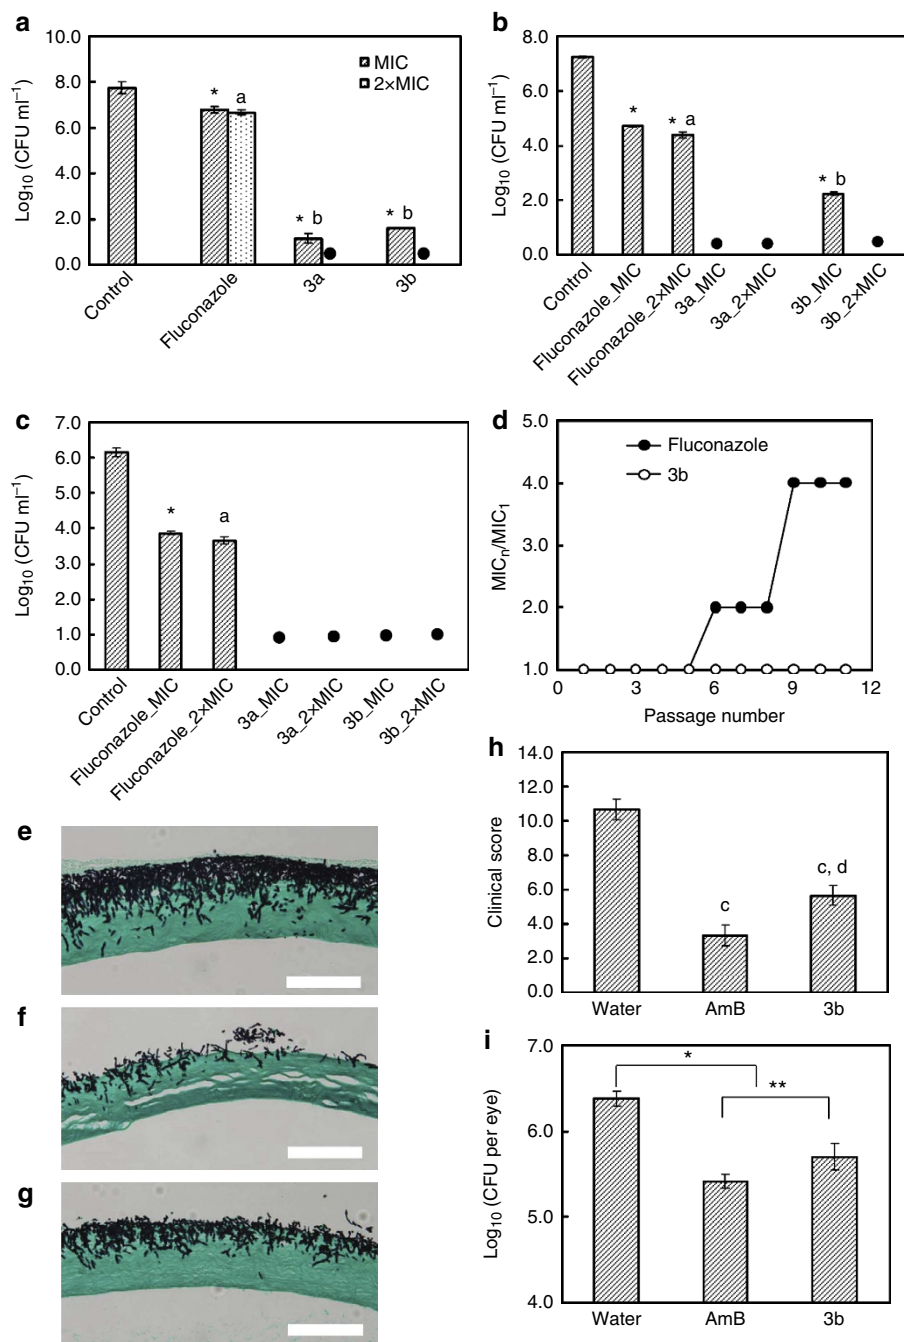 a
10.0
8.0
6.0
4.0
2.0
0.0
Log10 (CFU ml−1)
MIC
2×MIC
*
a
* b
* b
Control
Fluconazole
3a
3b
b
8.0
6.0
4.0
2.0
0.0
Log10 (CFU ml−1)
*
* a
* b
Control
Fluconazole_MIC
Fluconazole_2×MIC
3a_MIC
3a_2×MIC
3b_MIC
3b_2×MIC
c
7.0
6.0
5.0
4.0
3.0
2.0
1.0
0.0
Log10 (CFU ml−1)
*
a
Control
Fluconazole_MIC
Fluconazole_2×MIC
3a_MIC
3a_2×MIC
3b_MIC
3b_2×MIC
d
5.0
4.0
3.0
2.0
1.0
MICn/MIC1
Fluconazole
3b
0
3
6
9
12
Passage number
e
f
g
h
14.0
12.0
10.0
8.0
6.0
4.0
2.0
0.0
Clinical score
c
c, d
Water
AmB
3b
i
7.0
6.0
5.0
4.0
Log10 (CFU per eye)
*
**
Water
AmB
3b